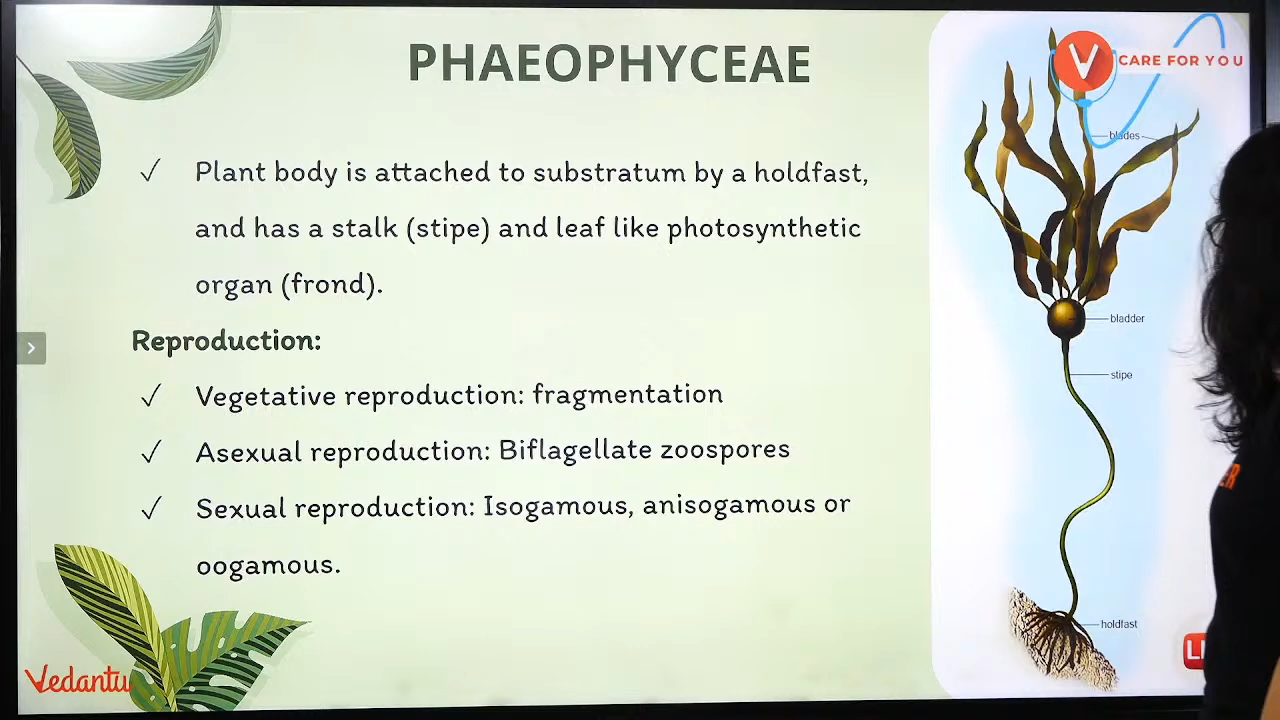 PHAEOPHYCEAE
CARE FOR YOU
✓ Plant body is attached to substratum by a holdfast,
and has a stalk (stipe) and leaf like photosynthetic
organ (frond).
Reproduction:
✓ Vegetative reproduction: fragmentation
✓ Asexual reproduction: Biflagellate zoospores
✓ Sexual reproduction: Isogamous, anisogamous or
oogamous.
blades
bladder
stipe
holdfast
Vedantu